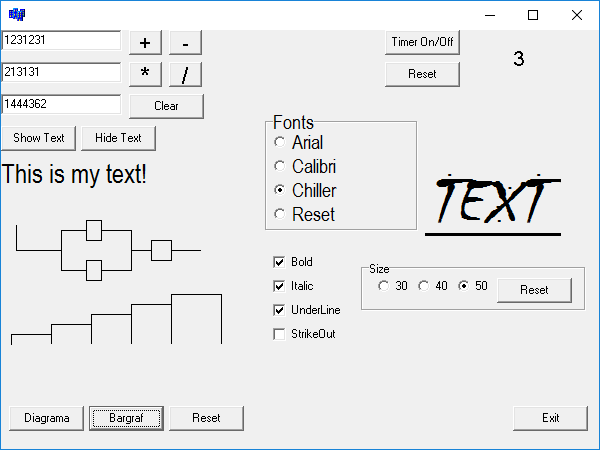 1231231
+ -
Timer On/Off
3
213131
* /
Reset
1444362
Clear
Show Text Hide Text
This is my text!
Fonts
Arial
Calibri
Chiller
Reset
TEXT
Bold
Italic
UnderLine
StrikeOut
Size
30 40 50 Reset
Diagrama Bargraf Reset Exit